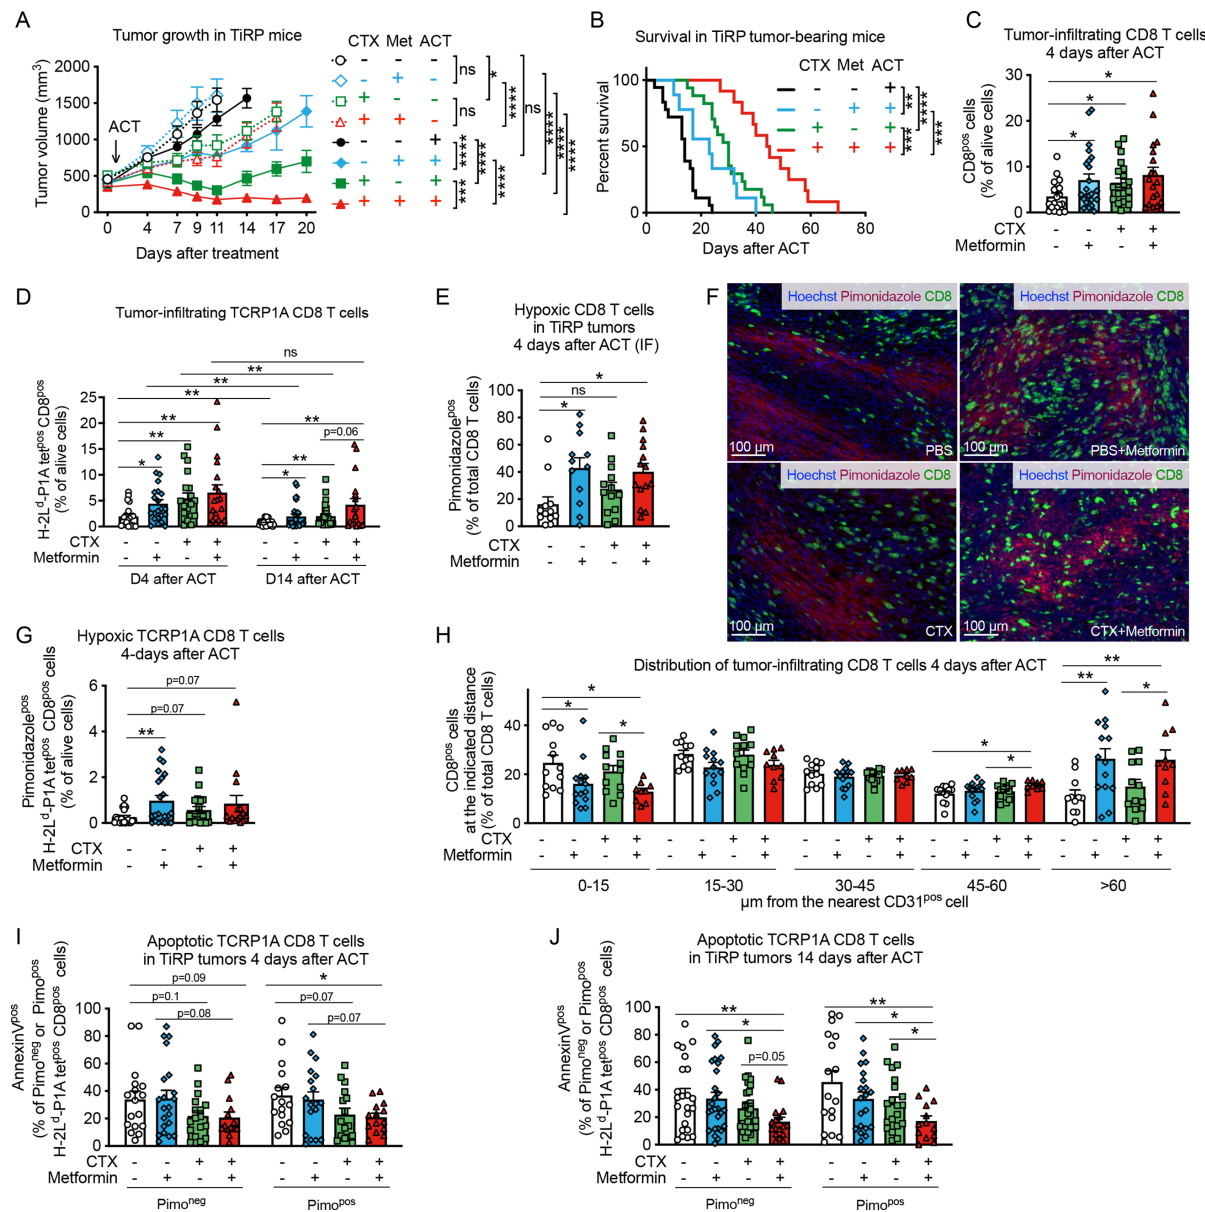 A
Tumor growth in TiRP mice
CTX Met ACT
Tumor volume (mm³)
2000
1500
1000
500
0
ACT
0 4 7 9 11 14 17 20
Days after treatment
- - -
- + -
+ - -
+ + -
- - +
- + +
+ - +
+ + +
ns
ns
*
****
ns
****
****
****
****
***
****
****
B
Survival in TiRP tumor-bearing mice
CTX Met ACT
- - +
- + +
+ - +
+ + +
**
***
****
***
Percent survival
100
50
0
0 20 40 60 80
Days after ACT
C
Tumor-infiltrating CD8 T cells
4 days after ACT
CD8ᵖᵒˢ cells
(% of alive cells)
30
20
10
0
*
*
*
CTX - - + +
Metformin - + - +
D
Tumor-infiltrating TCRP1A CD8 T cells
H-2Lᵈ-P1A tetᵖᵒˢ CD8ᵖᵒˢ
(% of alive cells)
25
20
15
10
5
0
ns
**
**
**
**
**
*
**
**
*
p=0.06
CTX - - + + - - + +
Metformin - + - + - + - +
D4 after ACT D14 after ACT
E
Hypoxic CD8 T cells
in TiRP tumors
4 days after ACT (IF)
Pimonidazoleᵖᵒˢ
(% of total CD8 T cells)
100
80
60
40
20
0
*
ns
*
CTX - - + +
Metformin - + - +
F
Hoechst Pimonidazole CD8
100 µm
PBS
Hoechst Pimonidazole CD8
100 µm
PBS+Metformin
Hoechst Pimonidazole CD8
100 µm
CTX
Hoechst Pimonidazole CD8
100 µm
CTX+Metformin
G
Hypoxic TCRP1A CD8 T cells
4-days after ACT
Pimonidazoleᵖᵒˢ
H-2Lᵈ-P1A tetᵖᵒˢ CD8ᵖᵒˢ cells
(% of alive cells)
6
4
2
0
p=0.07
p=0.07
**
CTX - - + +
Metformin - + - +
H
Distribution of tumor-infiltrating CD8 T cells 4 days after ACT
CD8ᵖᵒˢ cells
at the indicated distance
(% of total CD8 T cells)
40
20
0
*
*
*
*
*
**
**
*
CTX - - + + - - + + - - + + - - + + - - + +
Metformin - + - + - + - + - + - + - + - + - + - +
0-15 15-30 30-45 45-60 >60
µm from the nearest CD31ᵖᵒˢ cell
I
Apoptotic TCRP1A CD8 T cells
in TiRP tumors 4 days after ACT
AnnexinVᵖᵒˢ
(% of Pimoⁿᵉᵍ or Pimoᵖᵒˢ
H-2Lᵈ-P1A tetᵖᵒˢ CD8ᵖᵒˢ cells)
100
80
60
40
20
0
p=0.09
p=0.1
p=0.08
*
p=0.07
p=0.07
CTX - - + + - - + +
Metformin - + - + - + - +
Pimoⁿᵉᵍ Pimoᵖᵒˢ
J
Apoptotic TCRP1A CD8 T cells
in TiRP tumors 14 days after ACT
AnnexinVᵖᵒˢ
(% of Pimoⁿᵉᵍ or Pimoᵖᵒˢ
H-2Lᵈ-P1A tetᵖᵒˢ CD8ᵖᵒˢ cells)
100
80
60
40
20
0
**
*
p=0.05
**
*
*
CTX - - + + - - + +
Metformin - + - + - + - +
Pimoⁿᵉᵍ Pimoᵖᵒˢ